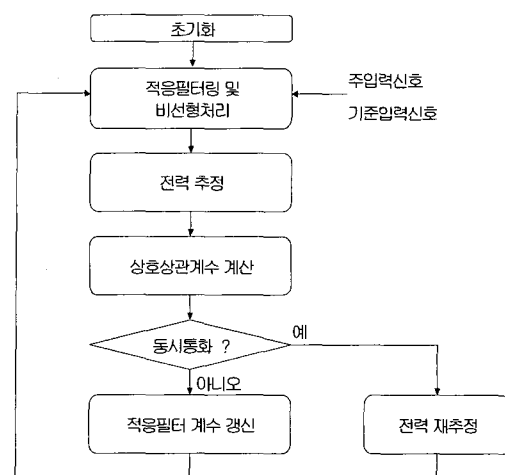 초기화
적응필터링 및
비선형처리
주입력신호
기준입력신호
전력 추정
상호상관계수 계산
동시통화 ?
예
아니오
적응필터 계수 갱신
전력 재추정